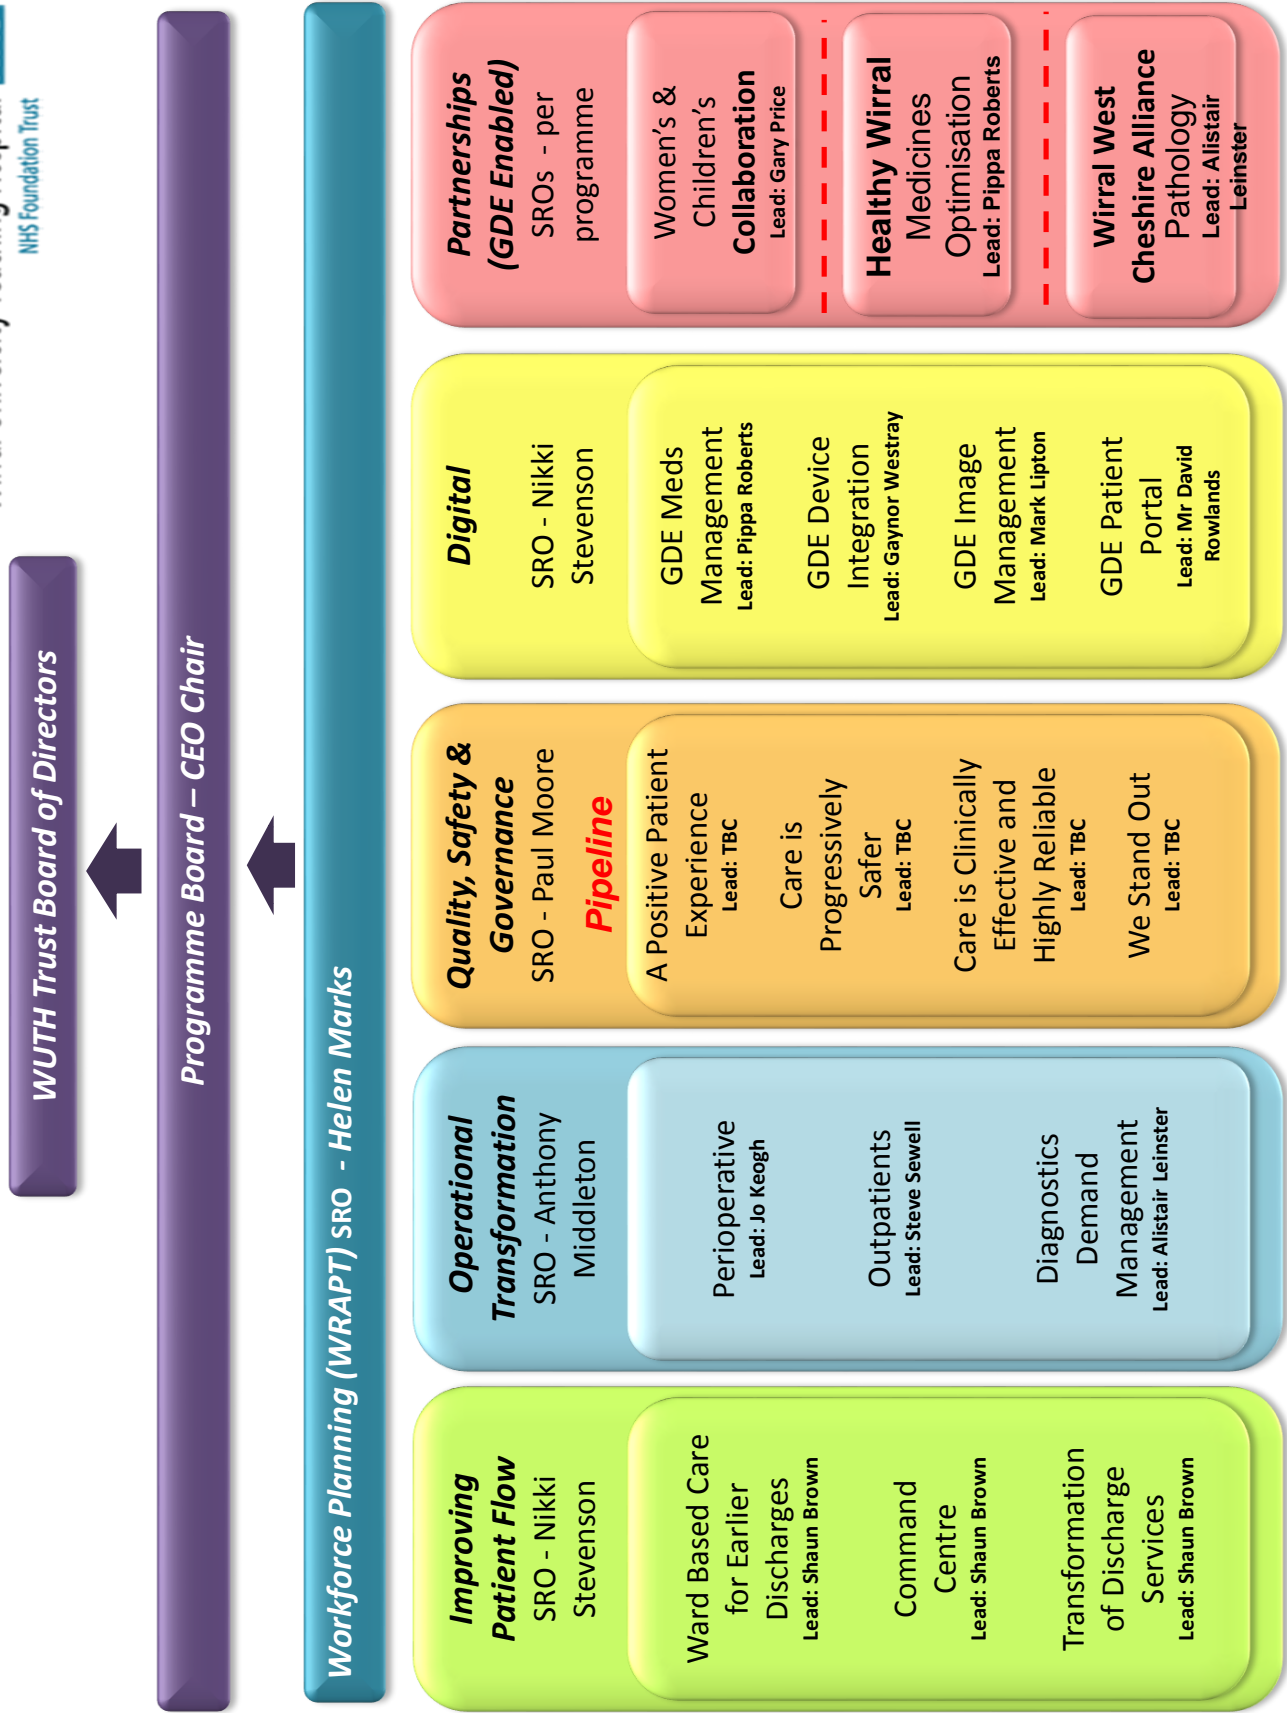 NHS Foundation Trust
WUTH Trust Board of Directors
Programme Board – CEO Chair
Workforce Planning (WRAPT) SRO - Helen Marks
Improving
Patient Flow
SRO - Nikki
Stevenson
Ward Based Care
for Earlier
Discharges
Lead: Shaun Brown
Command
Centre
Lead: Shaun Brown
Transformation
of Discharge
Services
Lead: Shaun Brown
Operational
Transformation
SRO - Anthony
Middleton
Perioperative
Lead: Jo Keogh
Outpatients
Lead: Steve Sewell
Diagnostics
Demand
Management
Lead: Alistair Leinster
Quality, Safety &
Governance
SRO - Paul Moore
Pipeline
A Positive Patient
Experience
Lead: TBC
Care is
Progressively
Safer
Lead: TBC
Care is Clinically
Effective and
Highly Reliable
Lead: TBC
We Stand Out
Lead: TBC
Digital
SRO - Nikki
Stevenson
GDE Meds
Management
Lead: Pippa Roberts
GDE Device
Integration
Lead: Gaynor Westray
GDE Image
Management
Lead: Mark Lipton
GDE Patient
Portal
Lead: Mr David
Rowlands
Partnerships
(GDE Enabled)
SROs - per
programme
Women's &
Children's
Collaboration
Lead: Gary Price
Healthy Wirral
Medicines
Optimisation
Lead: Pippa Roberts
Wirral West
Cheshire Alliance
Pathology
Lead: Alistair
Leinster